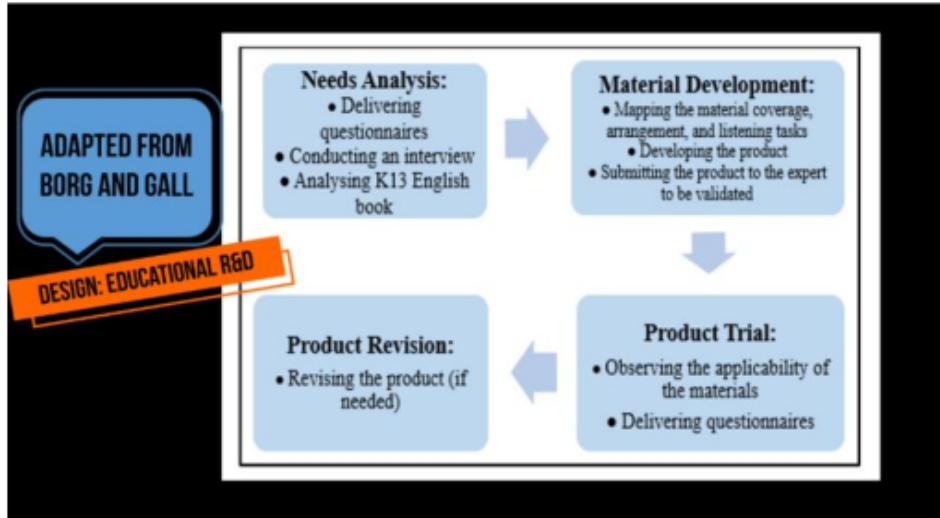 ADAPTED FROM
BORG AND GALL
DESIGN: EDUCATIONAL R&D
Needs Analysis:
● Delivering
questionnaires
● Conducting an interview
● Analysing K13 English
book
Material Development:
● Mapping the material coverage,
arrangement, and listening tasks
● Developing the product
● Submitting the product to the expert
to be validated
Product Trial:
● Observing the applicability of
the materials
● Delivering questionnaires
Product Revision:
● Revising the product (if
needed)